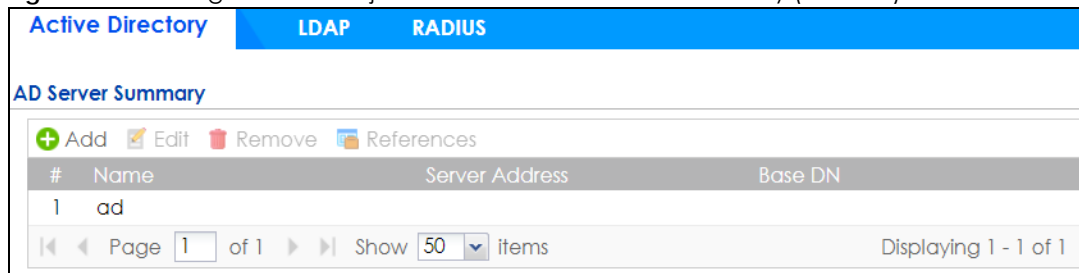 Active Directory LDAP RADIUS
AD Server Summary
Add Edit Remove References
# Name Server Address Base DN
1 ad
Page 1 of 1 Show 50 items Displaying 1 - 1 of 1